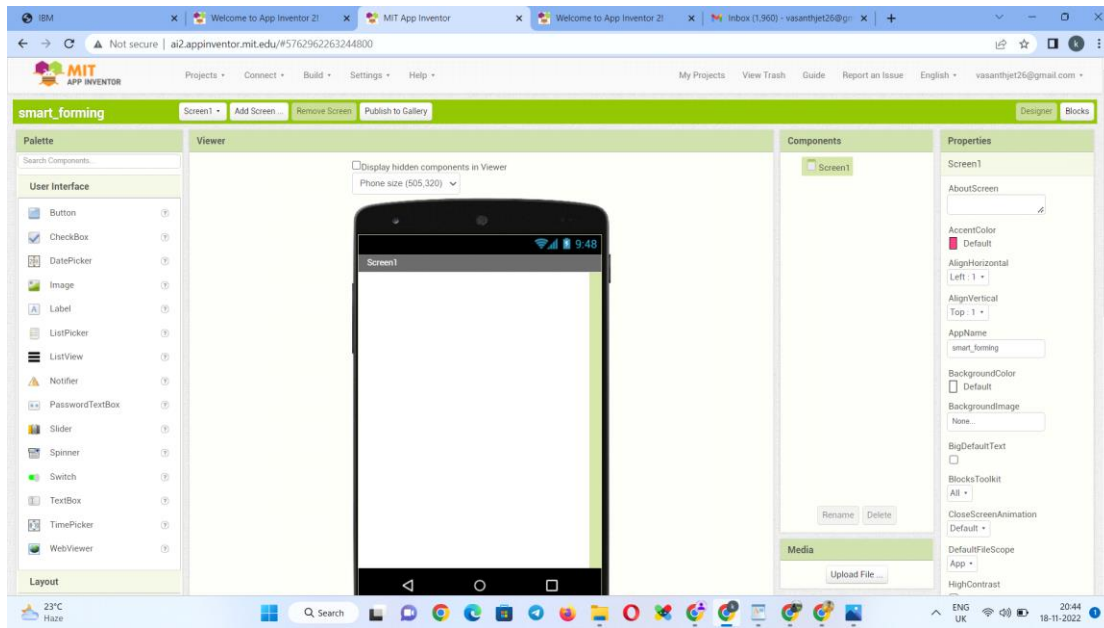 IBM
Welcome to App Inventor 2!
MIT App Inventor
Welcome to App Inventor 2!
Inbox (1,960) - vasanthjet26@gm
Not secure | ai2.appinventor.mit.edu/#5762962263244800
k
MIT
APP INVENTOR
Projects
Connect
Build
Settings
Help
My Projects
View Trash
Guide
Report an Issue
English
vasanthjet26@gmail.com
smart_forming
Screen1
Add Screen ...
Remove Screen
Publish to Gallery
Designer
Blocks
Palette
Search Components...
User Interface
Button
CheckBox
DatePicker
Image
Label
ListPicker
ListView
Notifier
PasswordTextBox
Slider
Spinner
Switch
TextBox
TimePicker
WebViewer
Layout
Viewer
Display hidden components in Viewer
Phone size (505,320)
9:48
Screen1
Components
Screen1
Rename
Delete
Media
Upload File ...
Properties
Screen1
AboutScreen
AccentColor
Default
AlignHorizontal
Left : 1
AlignVertical
Top : 1
AppName
smart_forming
BackgroundColor
Default
BackgroundImage
None...
BigDefaultText
BlocksToolkit
All
CloseScreenAnimation
Default
DefaultFileScope
App
HighContrast
23°C
Haze
Search
ENG
UK
20:44
18-11-2022
1